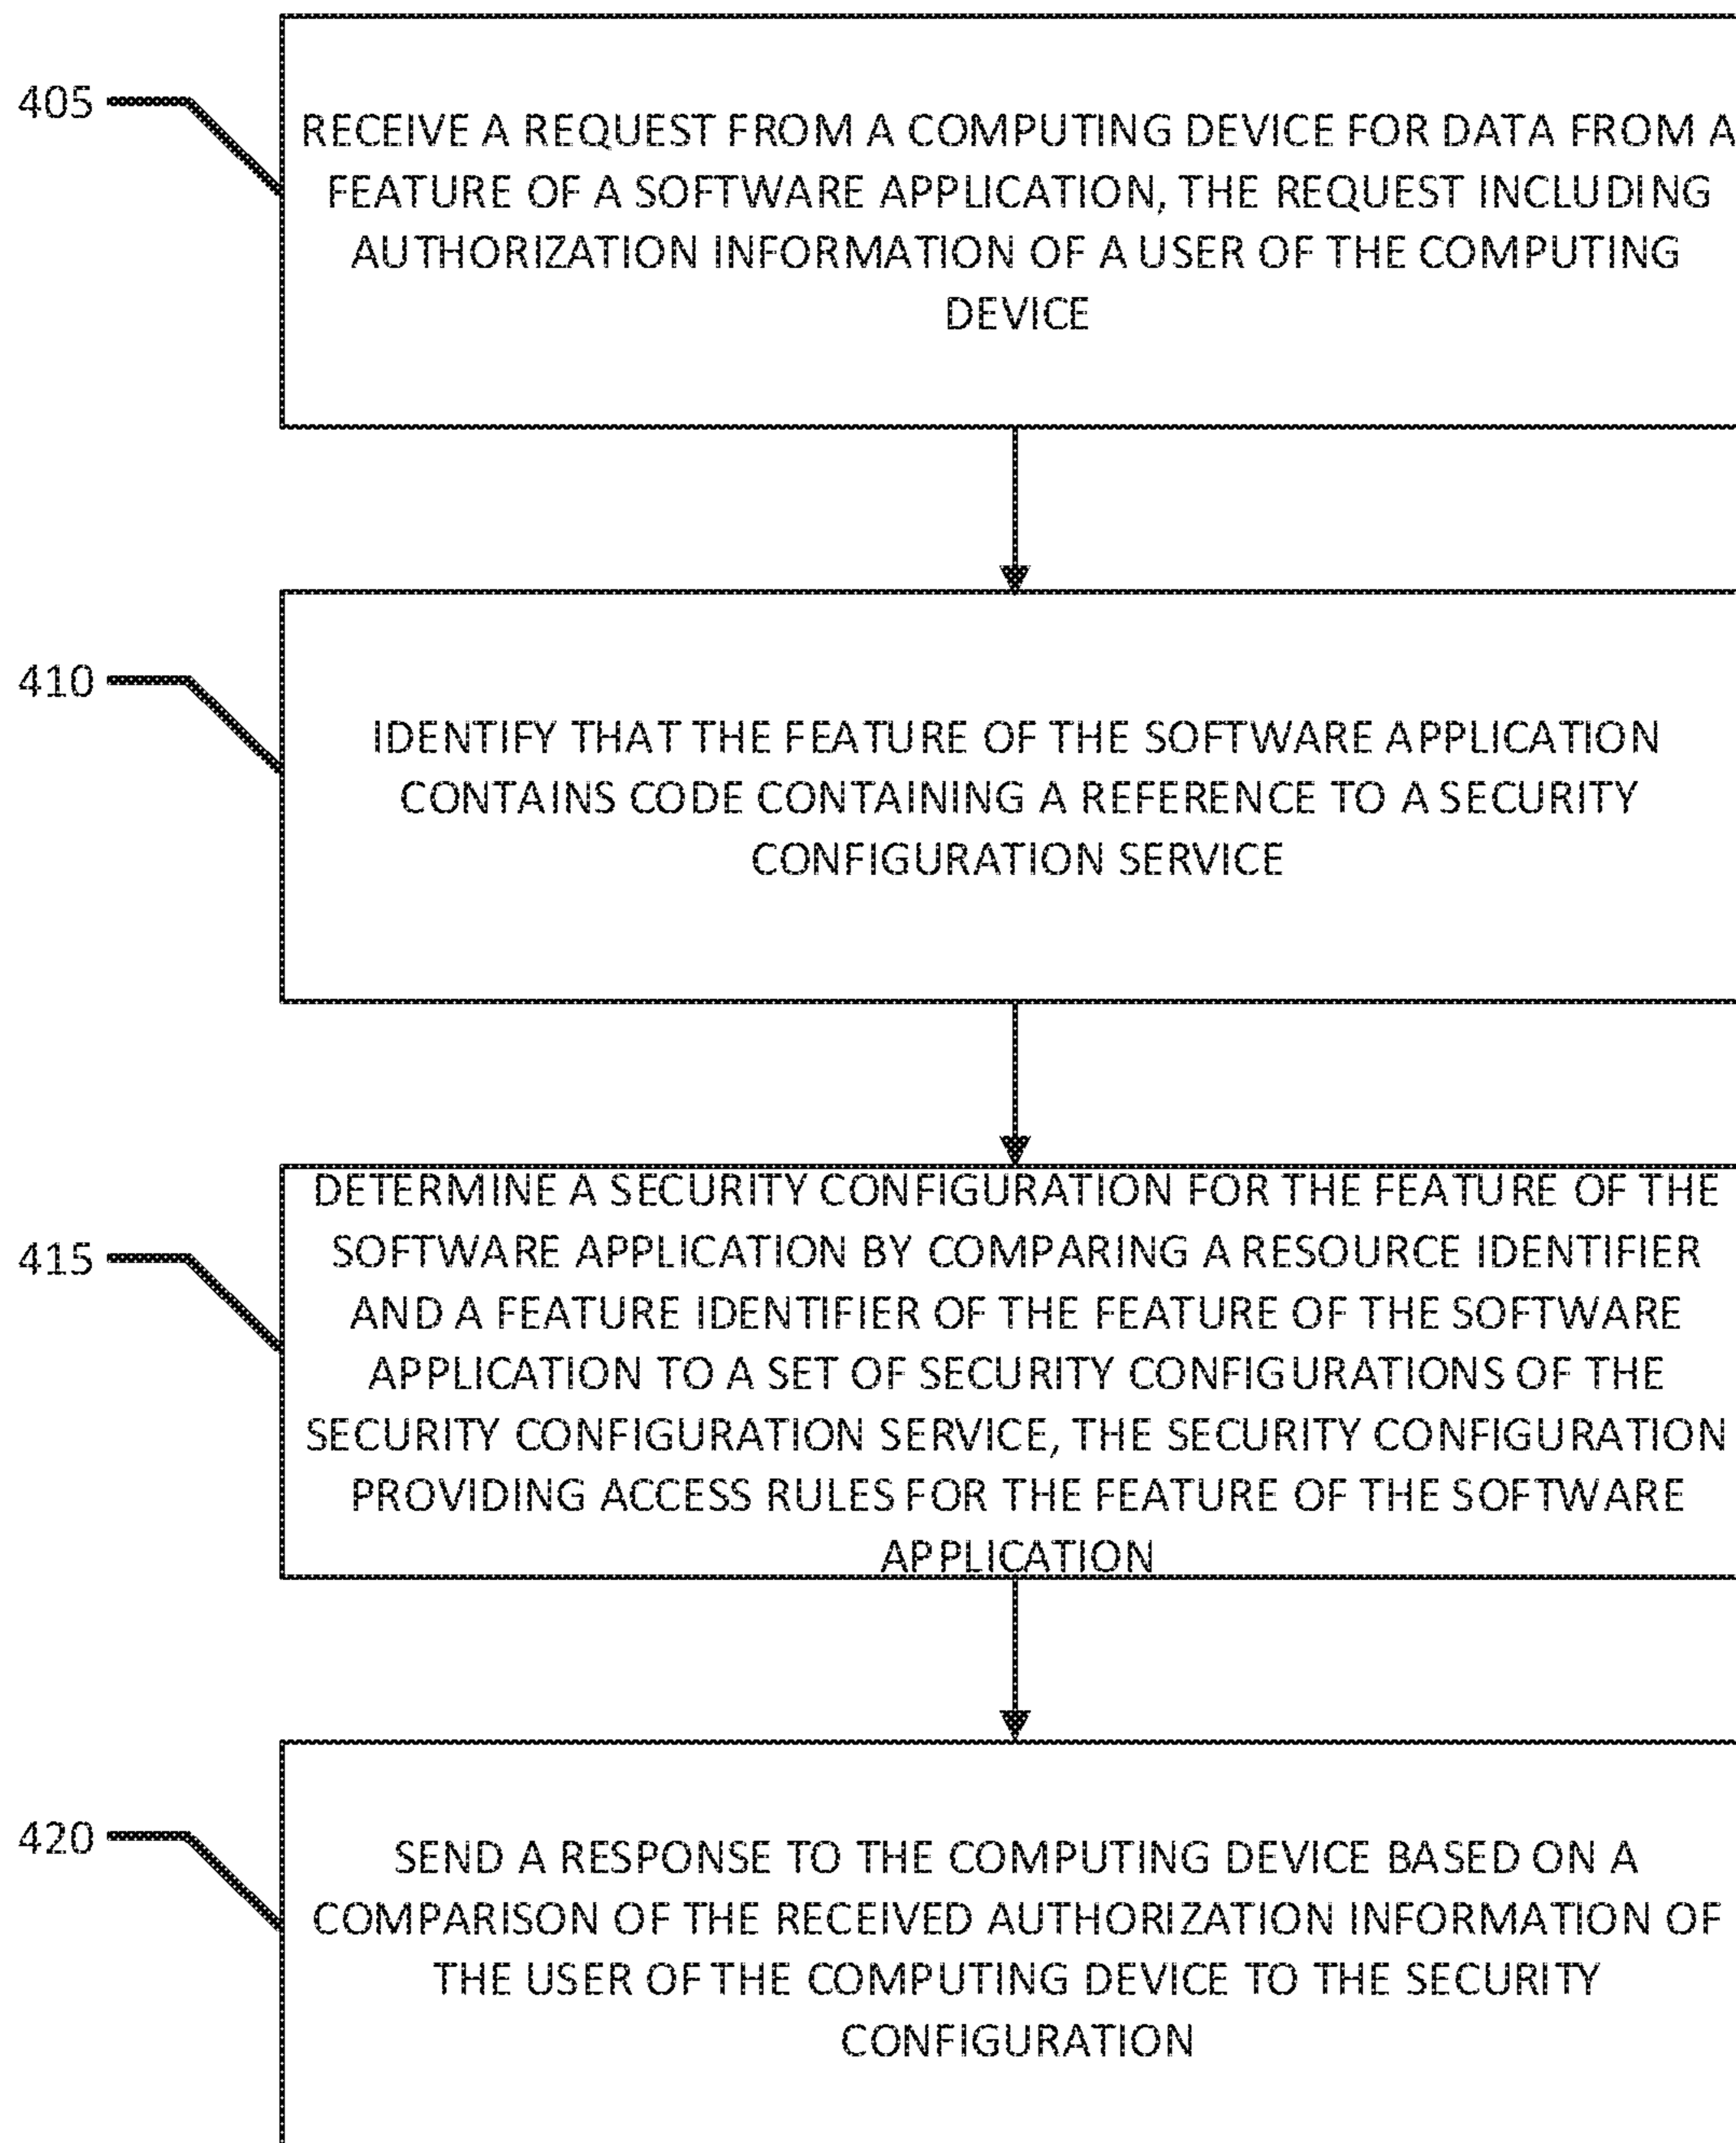 405
RECEIVE A REQUEST FROM A COMPUTING DEVICE FOR DATA FROM A
FEATURE OF A SOFTWARE APPLICATION, THE REQUEST INCLUDING
AUTHORIZATION INFORMATION OF A USER OF THE COMPUTING
DEVICE
410
IDENTIFY THAT THE FEATURE OF THE SOFTWARE APPLICATION
CONTAINS CODE CONTAINING A REFERENCE TO A SECURITY
CONFIGURATION SERVICE
415
DETERMINE A SECURITY CONFIGURATION FOR THE FEATURE OF THE
SOFTWARE APPLICATION BY COMPARING A RESOURCE IDENTIFIER
AND A FEATURE IDENTIFIER OF THE FEATURE OF THE SOFTWARE
APPLICATION TO A SET OF SECURITY CONFIGURATIONS OF THE
SECURITY CONFIGURATION SERVICE, THE SECURITY CONFIGURATION
PROVIDING ACCESS RULES FOR THE FEATURE OF THE SOFTWARE
APPLICATION
420
SEND A RESPONSE TO THE COMPUTING DEVICE BASED ON A
COMPARISON OF THE RECEIVED AUTHORIZATION INFORMATION OF
THE USER OF THE COMPUTING DEVICE TO THE SECURITY
CONFIGURATION